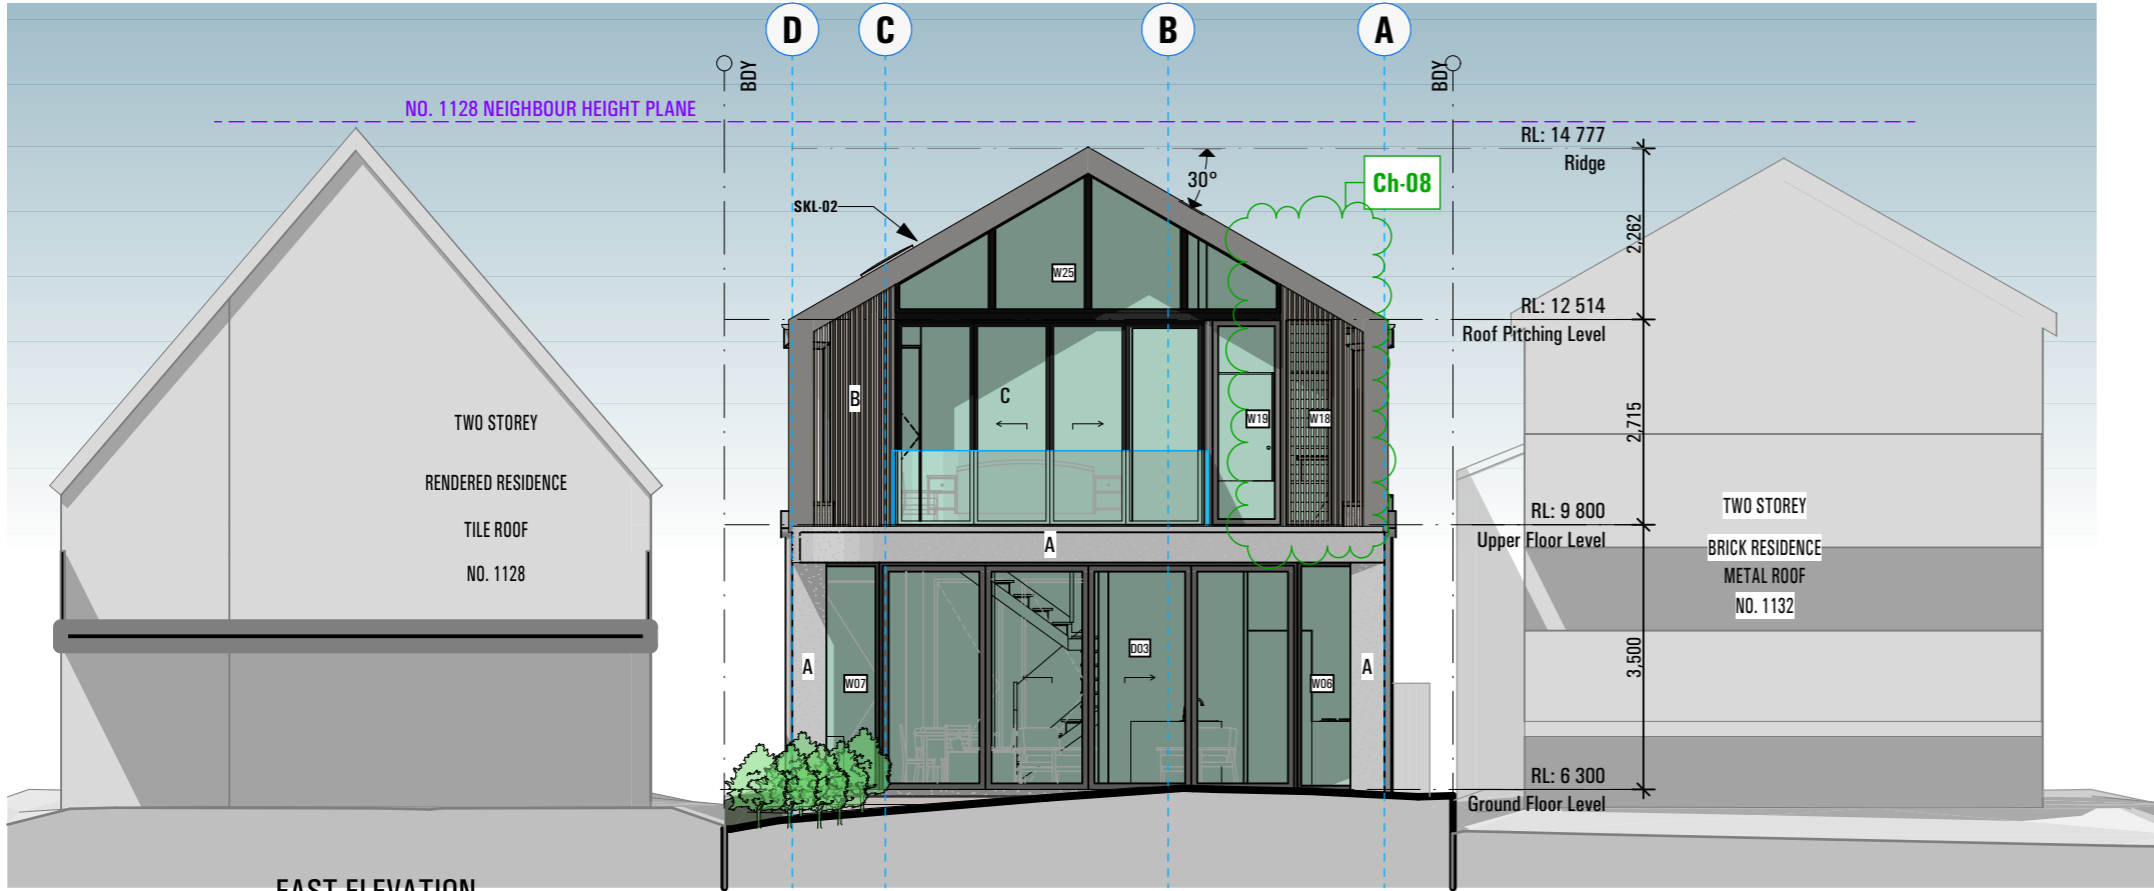 D
C
B
A
BDY
BDY
NO. 1128 NEIGHBOUR HEIGHT PLANE
RL: 14 777
Ridge
30°
Ch-08
SKL-02
2,262
W25
RL: 12 514
Roof Pitching Level
B
C
W19
W18
2,715
TWO STOREY
RENDERED RESIDENCE
TILE ROOF
NO. 1128
RL: 9 800
Upper Floor Level
A
TWO STOREY
BRICK RESIDENCE
METAL ROOF
NO. 1132
A
W07
D03
W06
A
3,500
RL: 6 300
Ground Floor Level
EAST ELEVATION